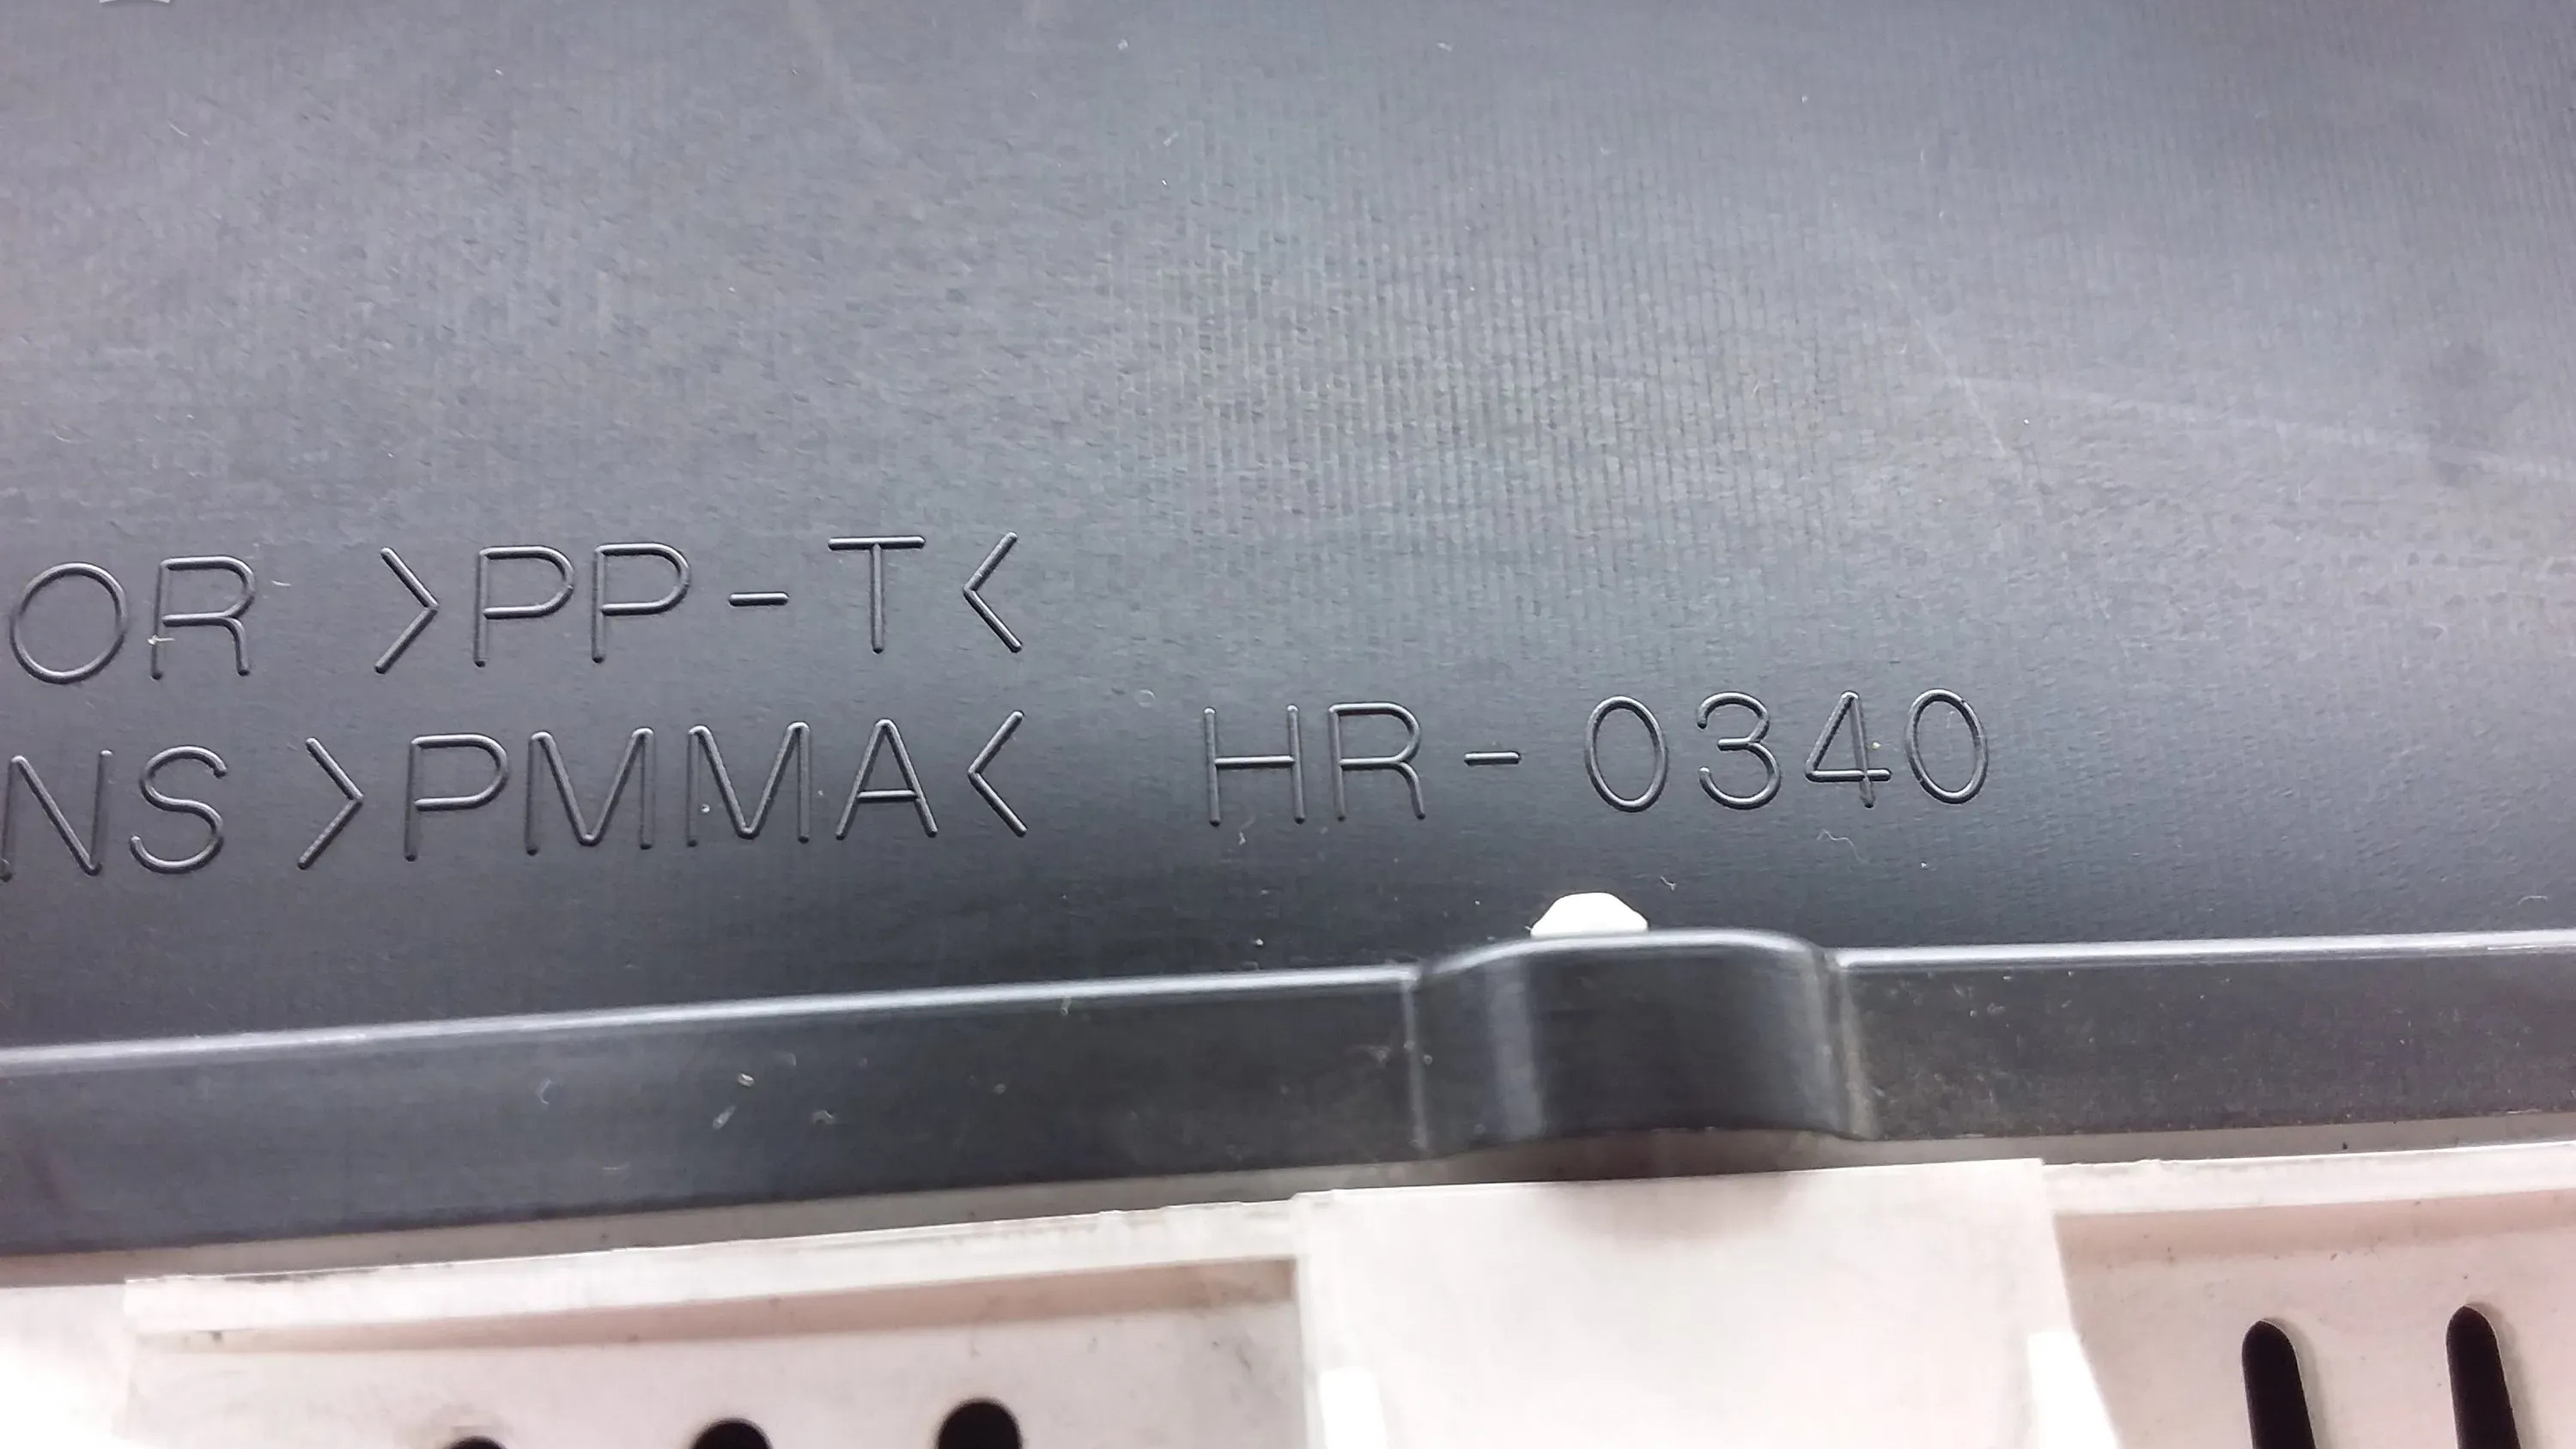 OR >PP-T<
NS >PMMA< HR-0340